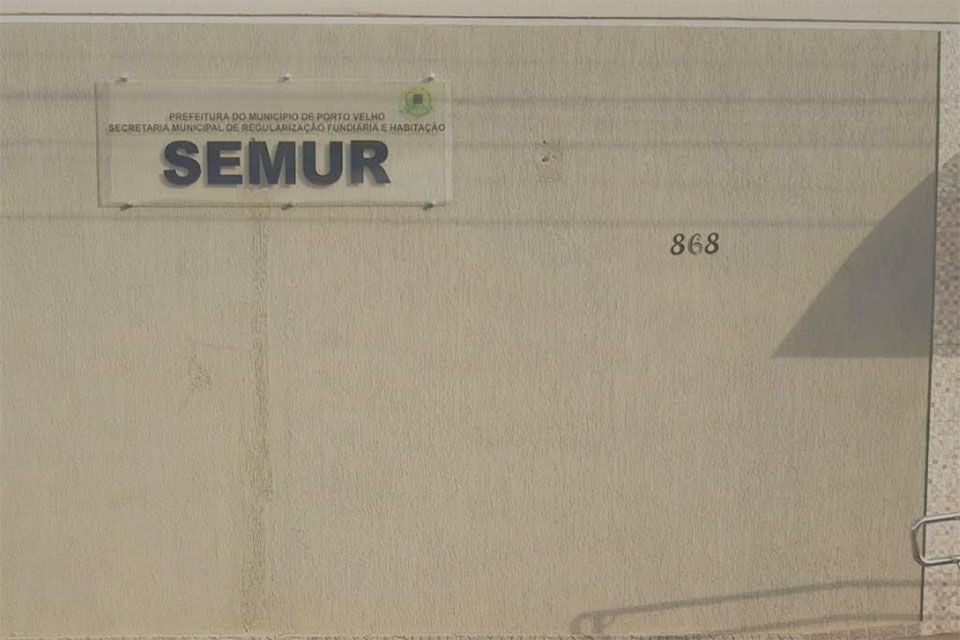 PREFEITURA DO MUNICÍPIO DE PORTO VELHO
SECRETARIA MUNICIPAL DE REGULARIZAÇÃO FUNDIÁRIA E HABITAÇÃO
SEMUR
868